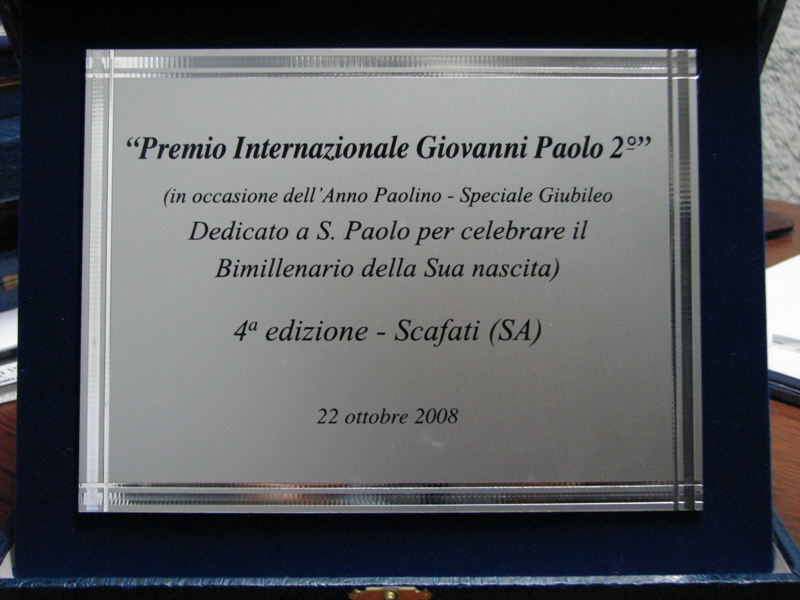 “Premio Internazionale Giovanni Paolo 2º”
(in occasione dell’Anno Paolino - Speciale Giubileo
Dedicato a S. Paolo per celebrare il
Bimillenario della Sua nascita)
4ª edizione - Scafati (SA)
22 ottobre 2008